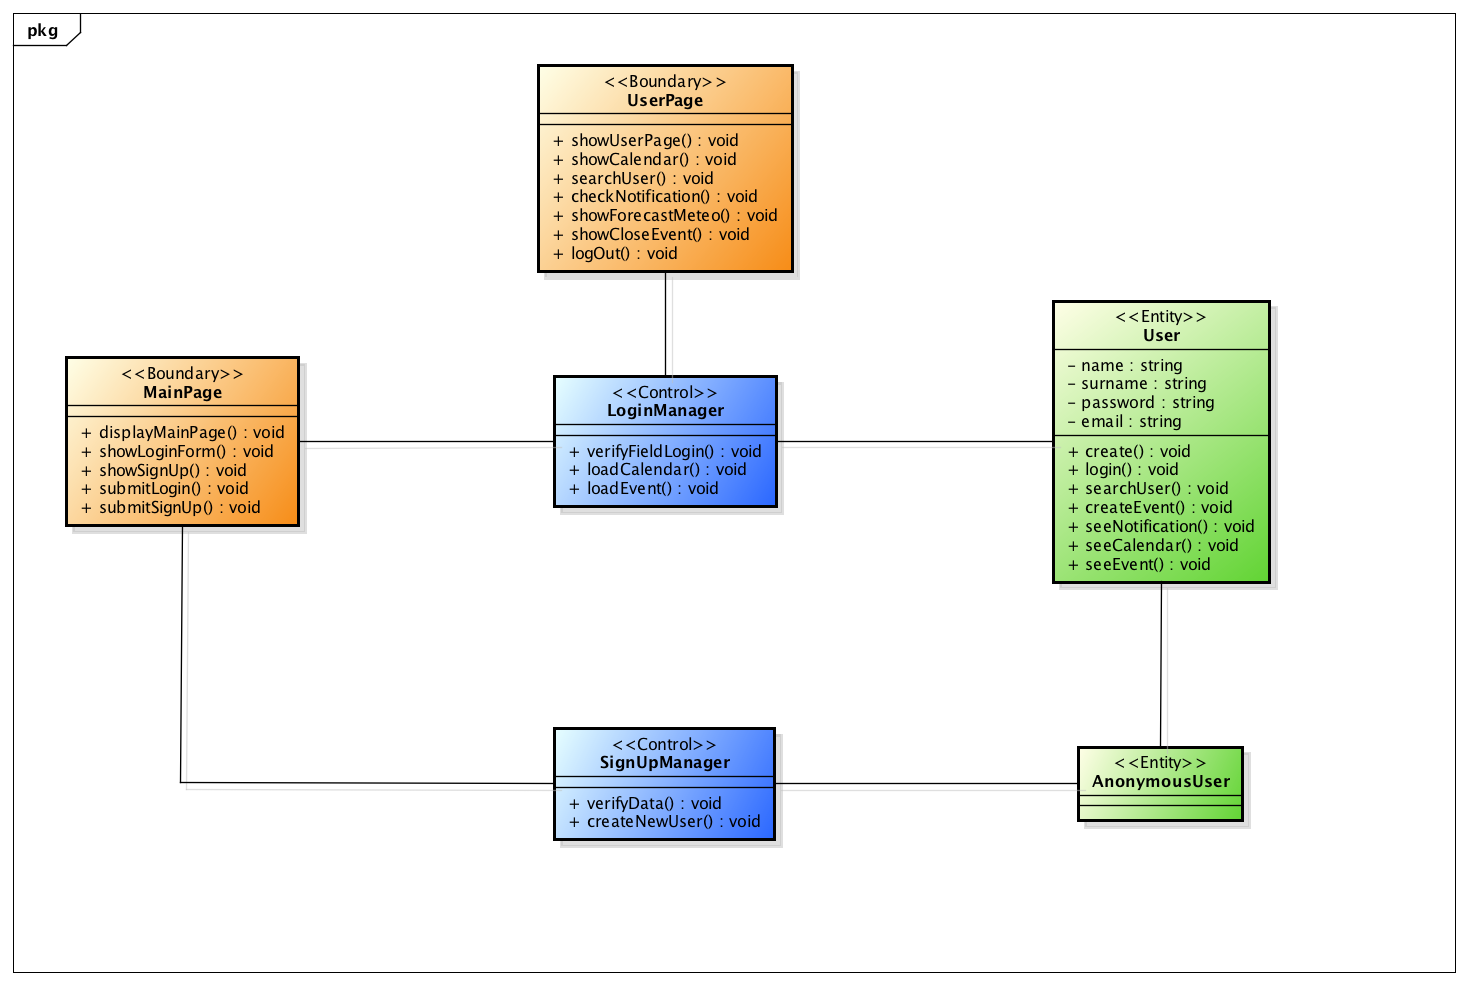 pkg
<<Boundary>>
UserPage
+ showUserPage() : void
+ showCalendar() : void
+ searchUser() : void
+ checkNotification() : void
+ showForecastMeteo() : void
+ showCloseEvent() : void
+ logOut() : void
<<Entity>>
User
- name : string
- surname : string
- password : string
- email : string
+ create() : void
+ login() : void
+ searchUser() : void
+ createEvent() : void
+ seeNotification() : void
+ seeCalendar() : void
+ seeEvent() : void
<<Boundary>>
MainPage
+ displayMainPage() : void
+ showLoginForm() : void
+ showSignUp() : void
+ submitLogin() : void
+ submitSignUp() : void
<<Control>>
LoginManager
+ verifyFieldLogin() : void
+ loadCalendar() : void
+ loadEvent() : void
<<Control>>
SignUpManager
+ verifyData() : void
+ createNewUser() : void
<<Entity>>
AnonymousUser